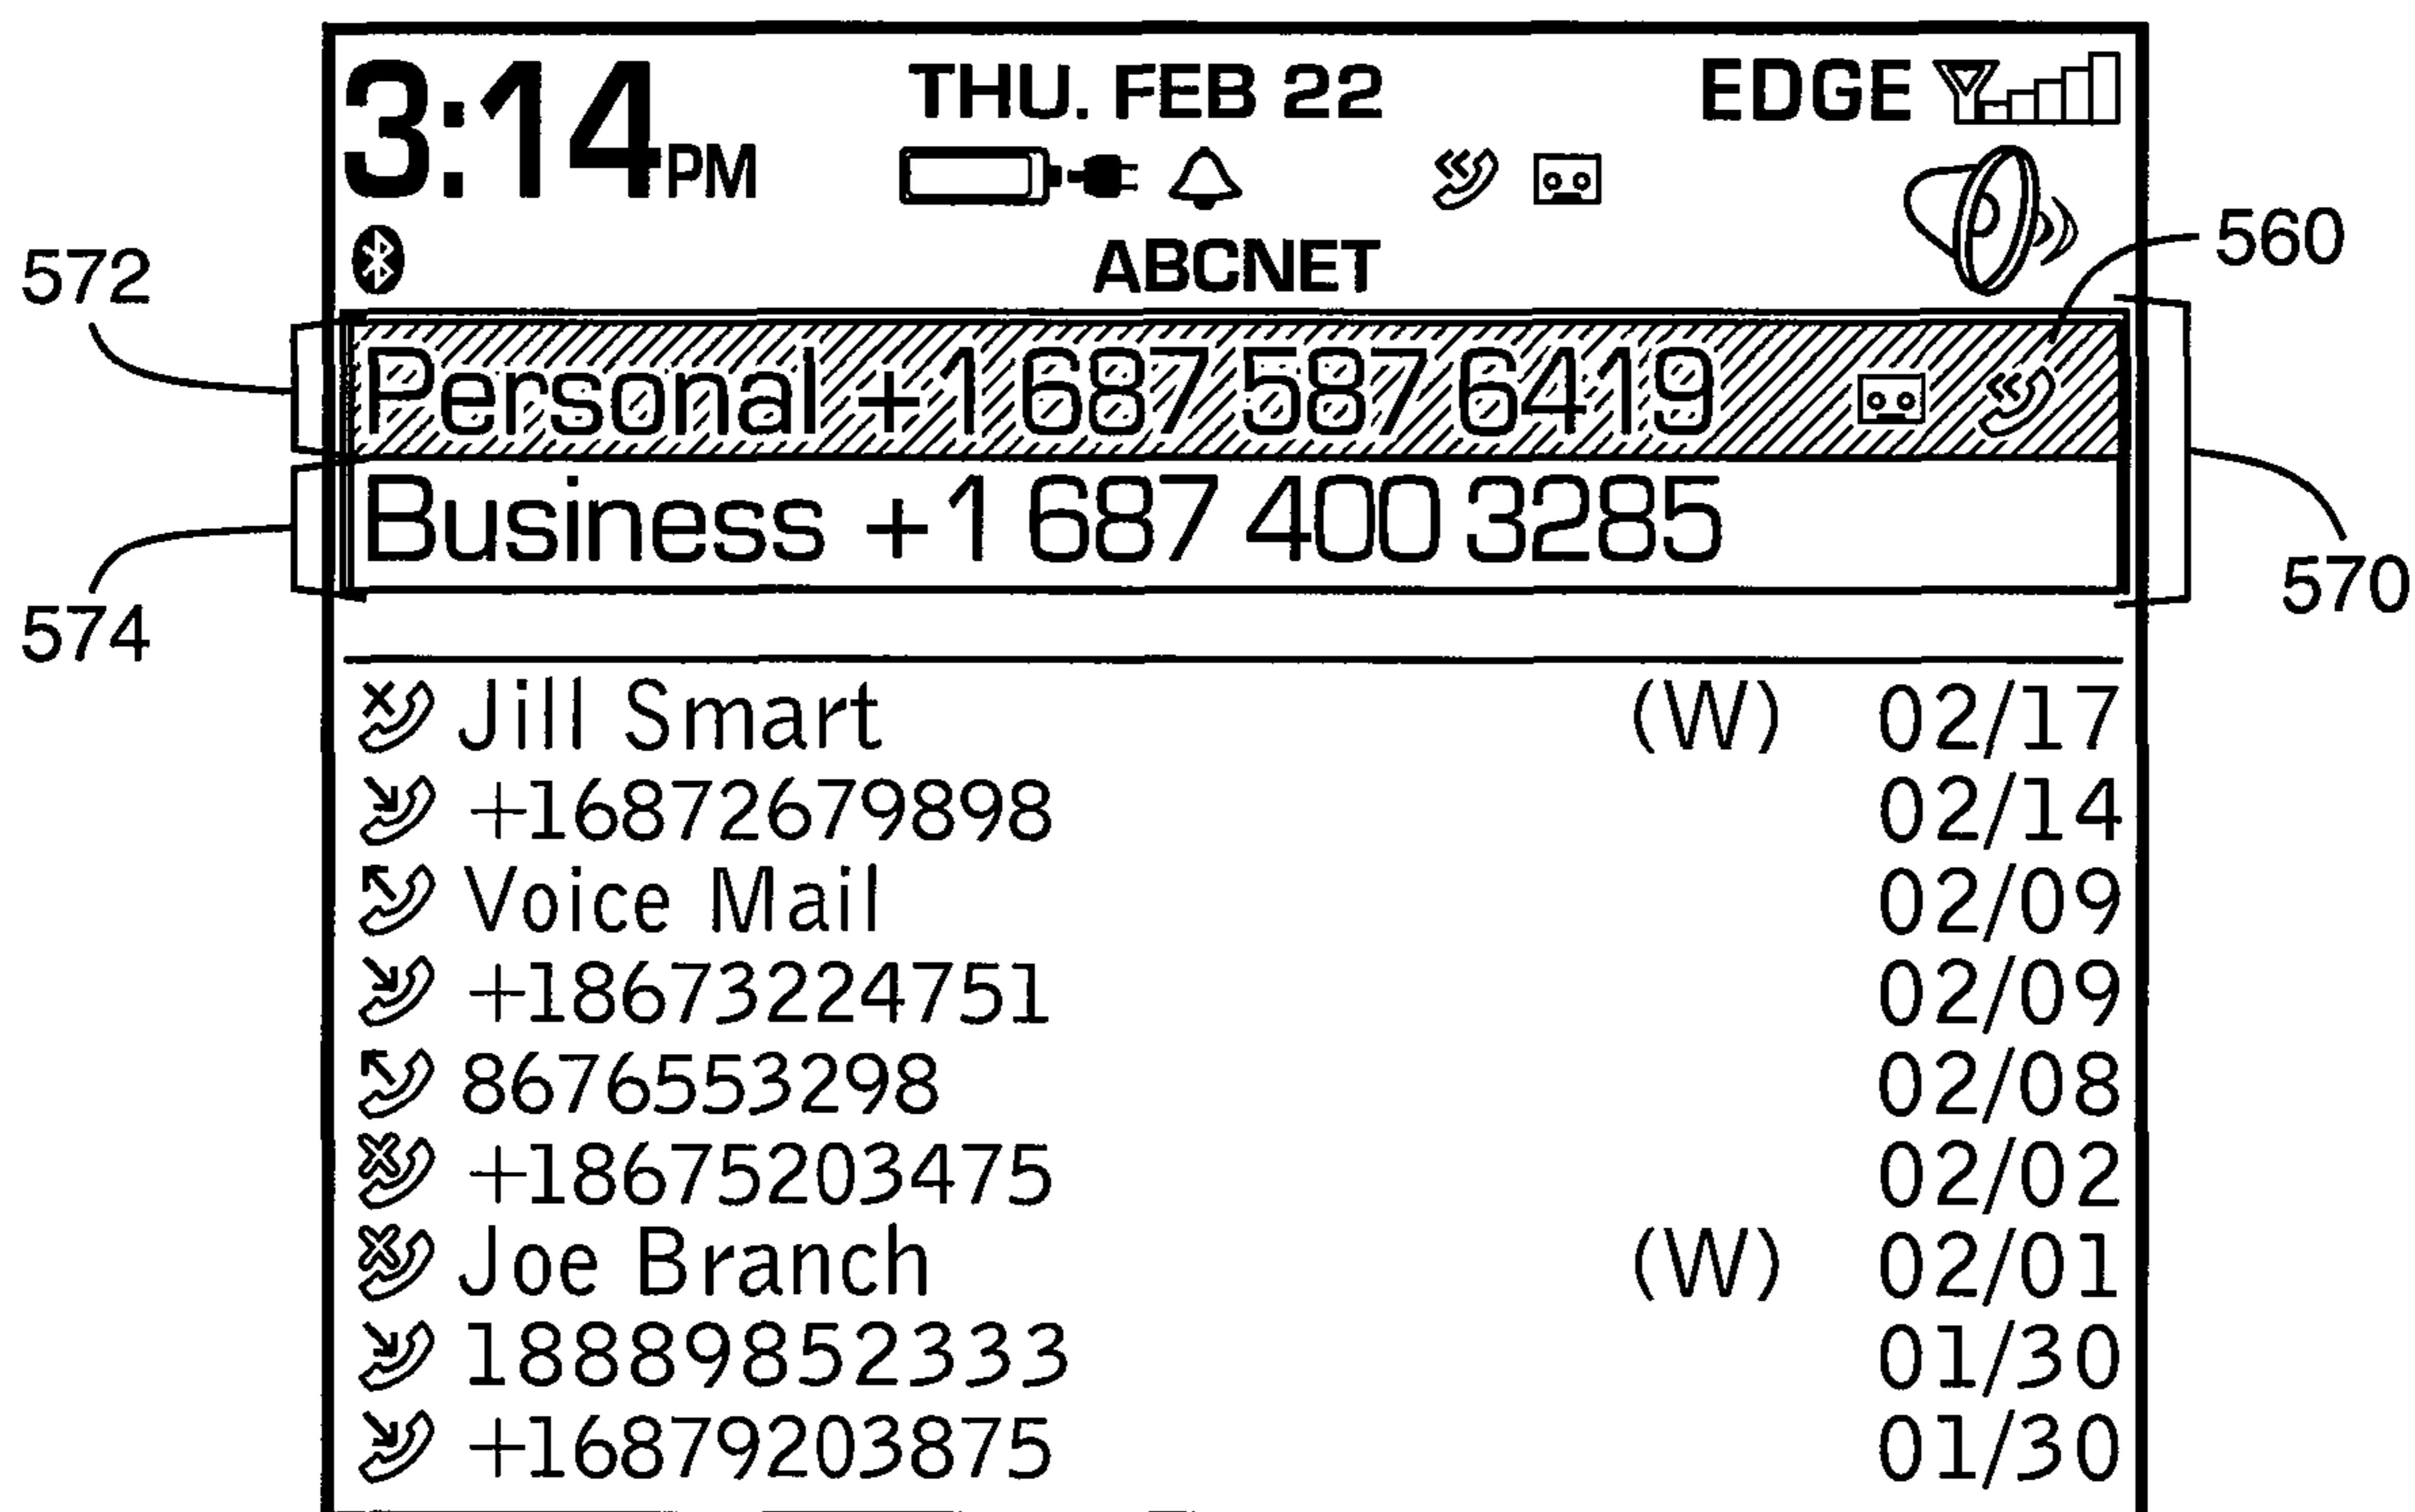 3:14PM THU. FEB 22 EDGE
ABCNET
572
560
Personal +1 687 587 6419
Business +1 687 400 3285
574
570
Jill Smart (W) 02/17
+16872679898 02/14
Voice Mail 02/09
+18673224751 02/09
8676553298 02/08
+18675203475 02/02
Joe Branch (W) 02/01
18889852333 01/30
+16879203875 01/30